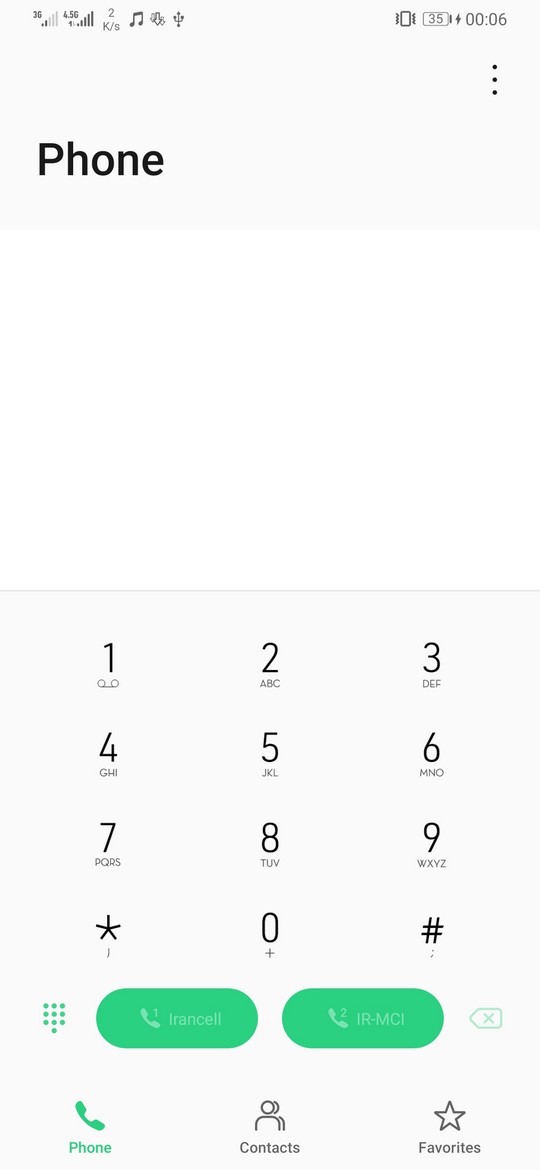 3G 4.5G 2 K/s 35 00:06
Phone
1 2 3
ABC DEF
4 5 6
GHI JKL MNO
7 8 9
PQRS TUV WXYZ
* 0 #
, + ;
1 Irancell 2 IR-MCI
Phone Contacts Favorites